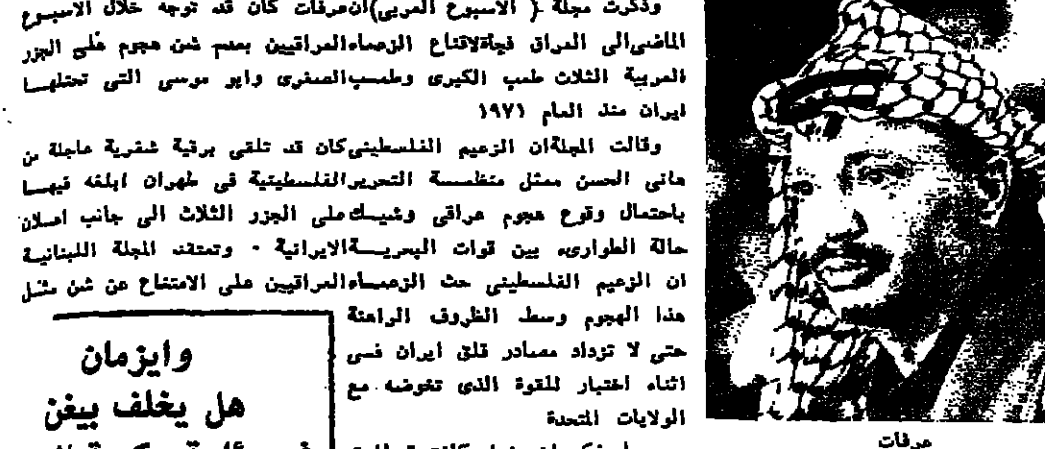 وذكرت مجلة ( الاسبوع العربي)ان عرفات كان قد توجه خلال الاسبوع
الماضي الى العراق فجأة لاقناع الزعماء العراقيين بعدم شن هجوم على الجزر
العربية الثلاث طمب الكبرى وطمب الصغرى وابو موسى التي تحتلها
ايران منذ العام ١٩٧١
وقالت المجلة ان الزعيم الفلسطيني كان قد تلقى برقية شفرية عاجلة من
هاني الحسن ممثل منظمة التحرير الفلسطينية في طهران ابلغه فيها
باحتمال وقوع هجوم عراقي وشيك على الجزر الثلاث الى جانب اعلان
حالة الطوارىء بين قوات البحرية الايرانية ٠ وتعتقد المجلة اللبنانية
ان الزعيم الفلسطيني حث الزعماء العراقيين على الامتناع عن شن مثل
هذا الهجوم وسط الظروف الراهنة
حتى لا تزداد مصادر قلق ايران في
اثناء اختبار للقوة الذي تخوضه مع
الولايات المتحدة
عرفات
وايزمان
هل يخلف بيغن